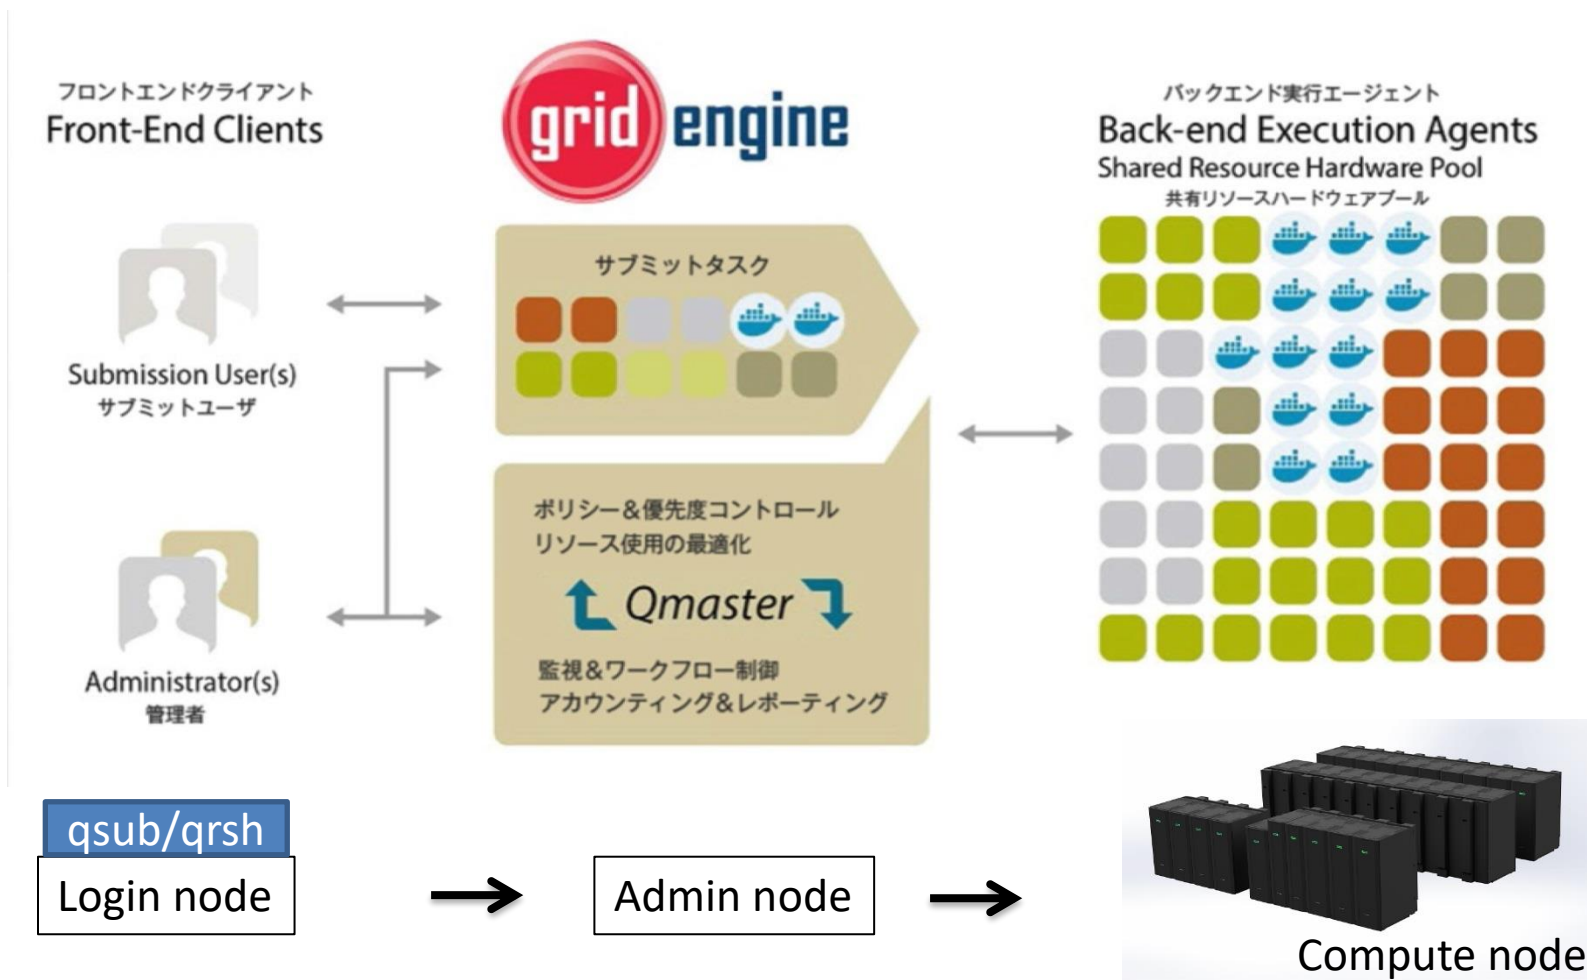 フロントエンドクライアント
Front-End Clients
Submission User(s)
サブミットユーザ
Administrator(s)
管理者
grid engine
サブミットタスク
ポリシー&優先度コントロール
リソース使用の最適化
Qmaster
監視&ワークフロー制御
アカウンティング&レポーティング
バックエンド実行エージェント
Back-end Execution Agents
Shared Resource Hardware Pool
共有リソースハードウェアプール
qsub/qrsh
Login node
Admin node
Compute node